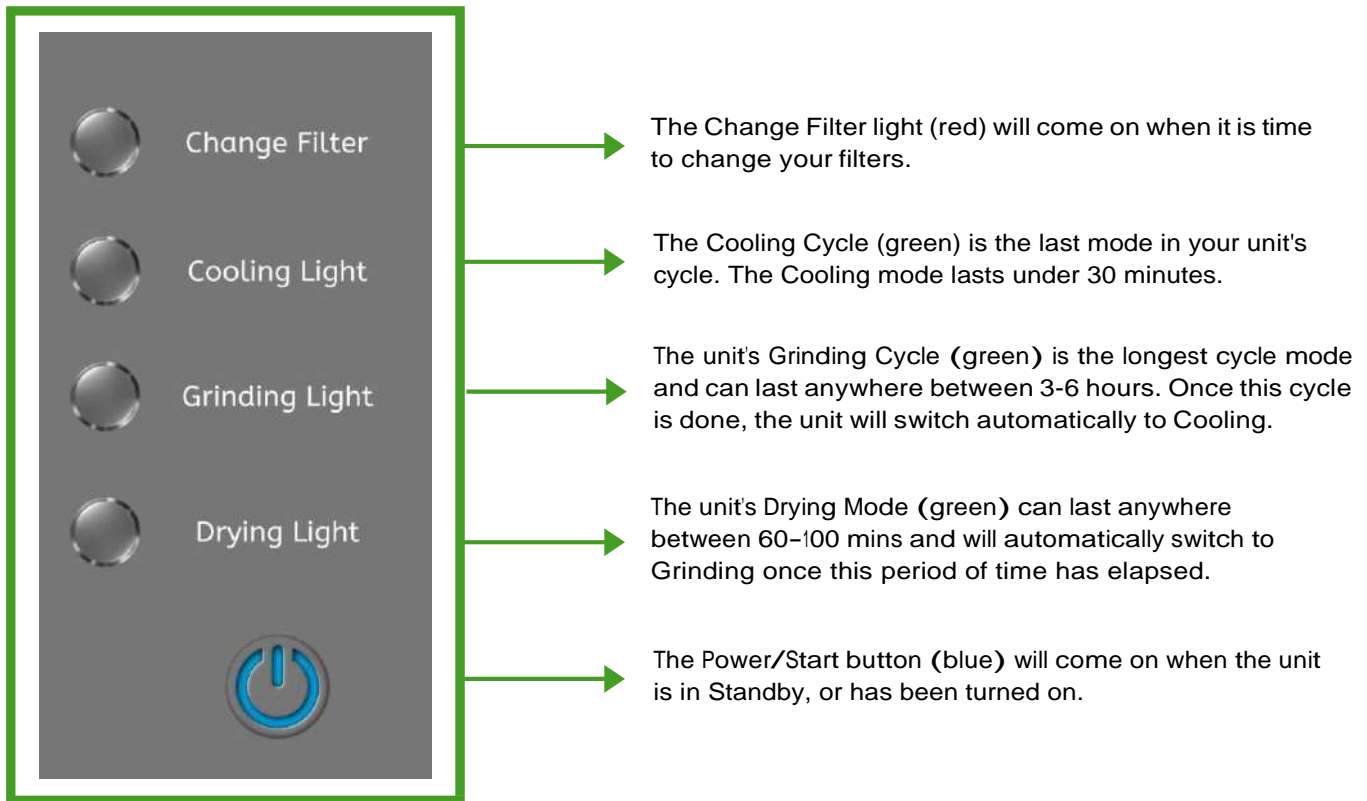 Change Filter
The Change Filter light (red) will come on when it is time
to change your filters.
Cooling Light
The Cooling Cycle (green) is the last mode in your unit's
cycle. The Cooling mode lasts under 30 minutes.
Grinding Light
The unit's Grinding Cycle (green) is the longest cycle mode
and can last anywhere between 3-6 hours. Once this cycle
is done, the unit will switch automatically to Cooling.
Drying Light
The unit's Drying Mode (green) can last anywhere
between 60–100 mins and will automatically switch to
Grinding once this period of time has elapsed.
The Power/Start button (blue) will come on when the unit
is in Standby, or has been turned on.